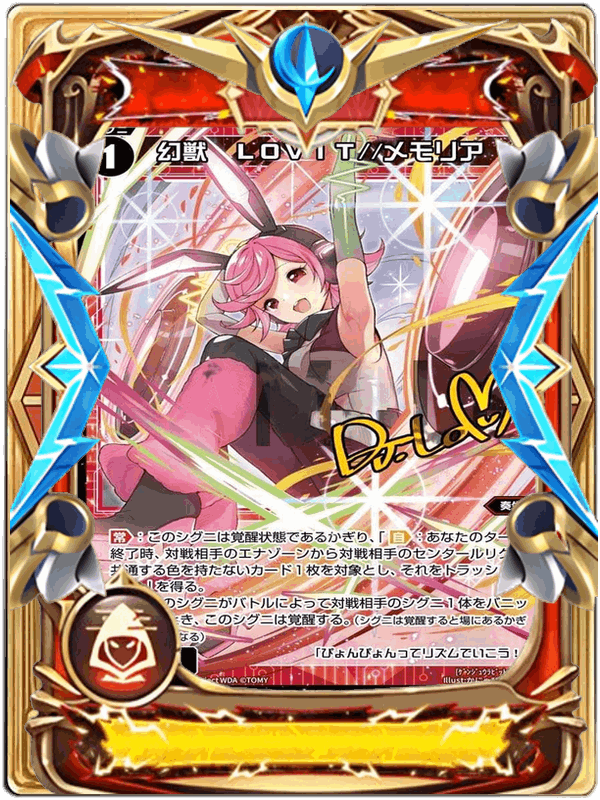 1
幻獣 LOVIT//メモリア
DJ.LOVIT
常：このシグニは覚醒状態であるかぎり、「自：あなたのター
終了時、対戦相手のエナゾーンから対戦相手のセンタールリグ
共通する色を持たないカード１枚を対象とし、それをトラッシ
を得る。
のシグニがバトルによって対戦相手のシグニ１体をバニッ
き、このシグニは覚醒する。（シグニは覚醒すると場にあるかぎ
なる）
「ぴょんぴょんってリズムでいこう！
WDA ©TOMY
Illust.